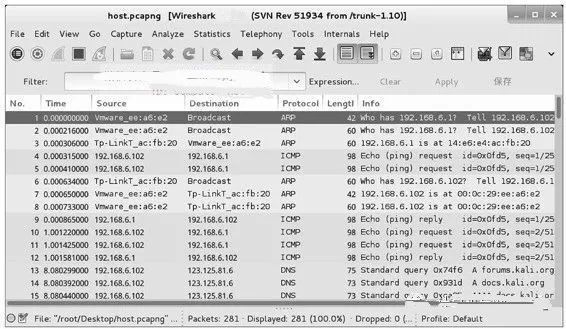 host.pcapng [Wireshark (SVN Rev 51934 from /trunk-1.10)]
File Edit View Go Capture Analyze Statistics Telephony Tools Internals Help
Filter: Expression... Clear Apply 保存
No. Time Source Destination Protocol Lengtl Info
1 0.000000000 Vmware_ee:a6:e2 Broadcast ARP 42 Who has 192.168.6.1? Tell 192.168.6.102
2 0.000216000 Vmware_ee:a6:e2 Broadcast ARP 60 Who has 192.168.6.1? Tell 192.168.6.102
3 0.000306000 Tp-LinkT_ac:fb:20 Vmware_ee:a6:e2 ARP 60 192.168.6.1 is at 14:e6:e4:ac:fb:20
4 0.000315000 192.168.6.102 192.168.6.1 ICMP 98 Echo (ping) request id=0x0fd5, seq=1/25
5 0.000410000 192.168.6.102 192.168.6.1 ICMP 98 Echo (ping) request id=0x0fd5, seq=1/25
6 0.000634000 Tp-LinkT_ac:fb:20 Broadcast ARP 60 Who has 192.168.6.102? Tell 192.168.6.1
7 0.000650000 Vmware_ee:a6:e2 Tp-LinkT_ac:fb:20 ARP 42 192.168.6.102 is at 00:0c:29:ee:a6:e2
8 0.000733000 Vmware_ee:a6:e2 Tp-LinkT_ac:fb:20 ARP 60 192.168.6.102 is at 00:0c:29:ee:a6:e2
9 0.000865000 192.168.6.1 192.168.6.102 ICMP 98 Echo (ping) reply id=0x0fd5, seq=1/25
10 1.001220000 192.168.6.102 192.168.6.1 ICMP 98 Echo (ping) request id=0x0fd5, seq=2/51
11 1.001425000 192.168.6.102 192.168.6.1 ICMP 98 Echo (ping) request id=0x0fd5, seq=2/51
12 1.001581000 192.168.6.1 192.168.6.102 ICMP 98 Echo (ping) reply id=0x0fd5, seq=2/51
13 8.080299000 192.168.6.102 123.125.81.6 DNS 75 Standard query 0x74f6 A forums.kali.org
14 8.080392000 192.168.6.102 123.125.81.6 DNS 73 Standard query 0x931d A docs.kali.org
15 8.080440000 192.168.6.102 123.125.81.6 DNS 75 Standard query
File: "/root/Desktop/host.pcapng" ... Packets: 281 · Displayed: 281 (100.0%) · Dropped: 0 (... Profile: Default